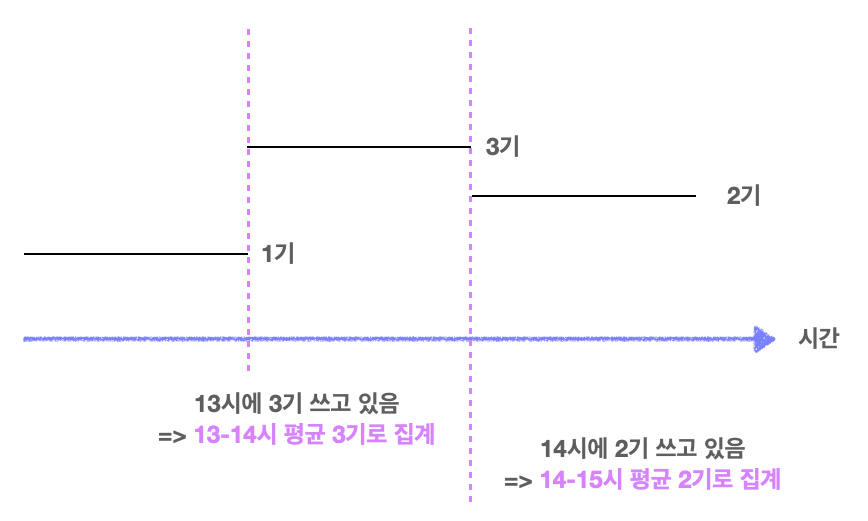 3기
2기
1기
시간
13시에 3기 쓰고 있음
=> 13-14시 평균 3기로 집계
14시에 2기 쓰고 있음
=> 14-15시 평균 2기로 집계